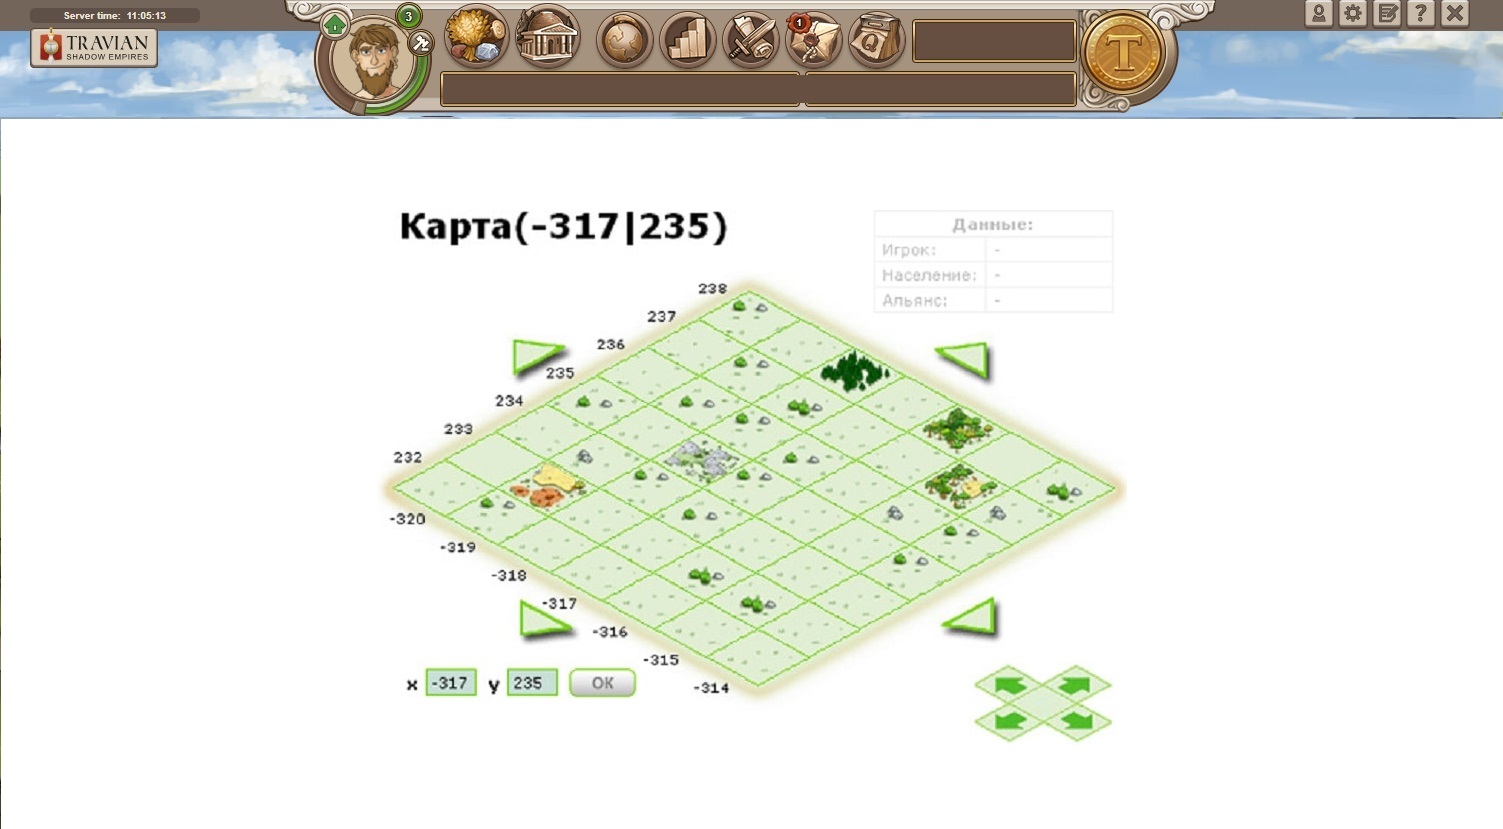 Server time: 11:05:13
TRAVIAN
SHADOW EMPIRES
3
1
Q
T
?
Карта(-317|235)
Данные:
Игрок: -
Население: -
Альянс: -
238
237
236
235
234
233
232
-320
-319
-318
-317
-316
-315
-314
x -317 y 235 OK